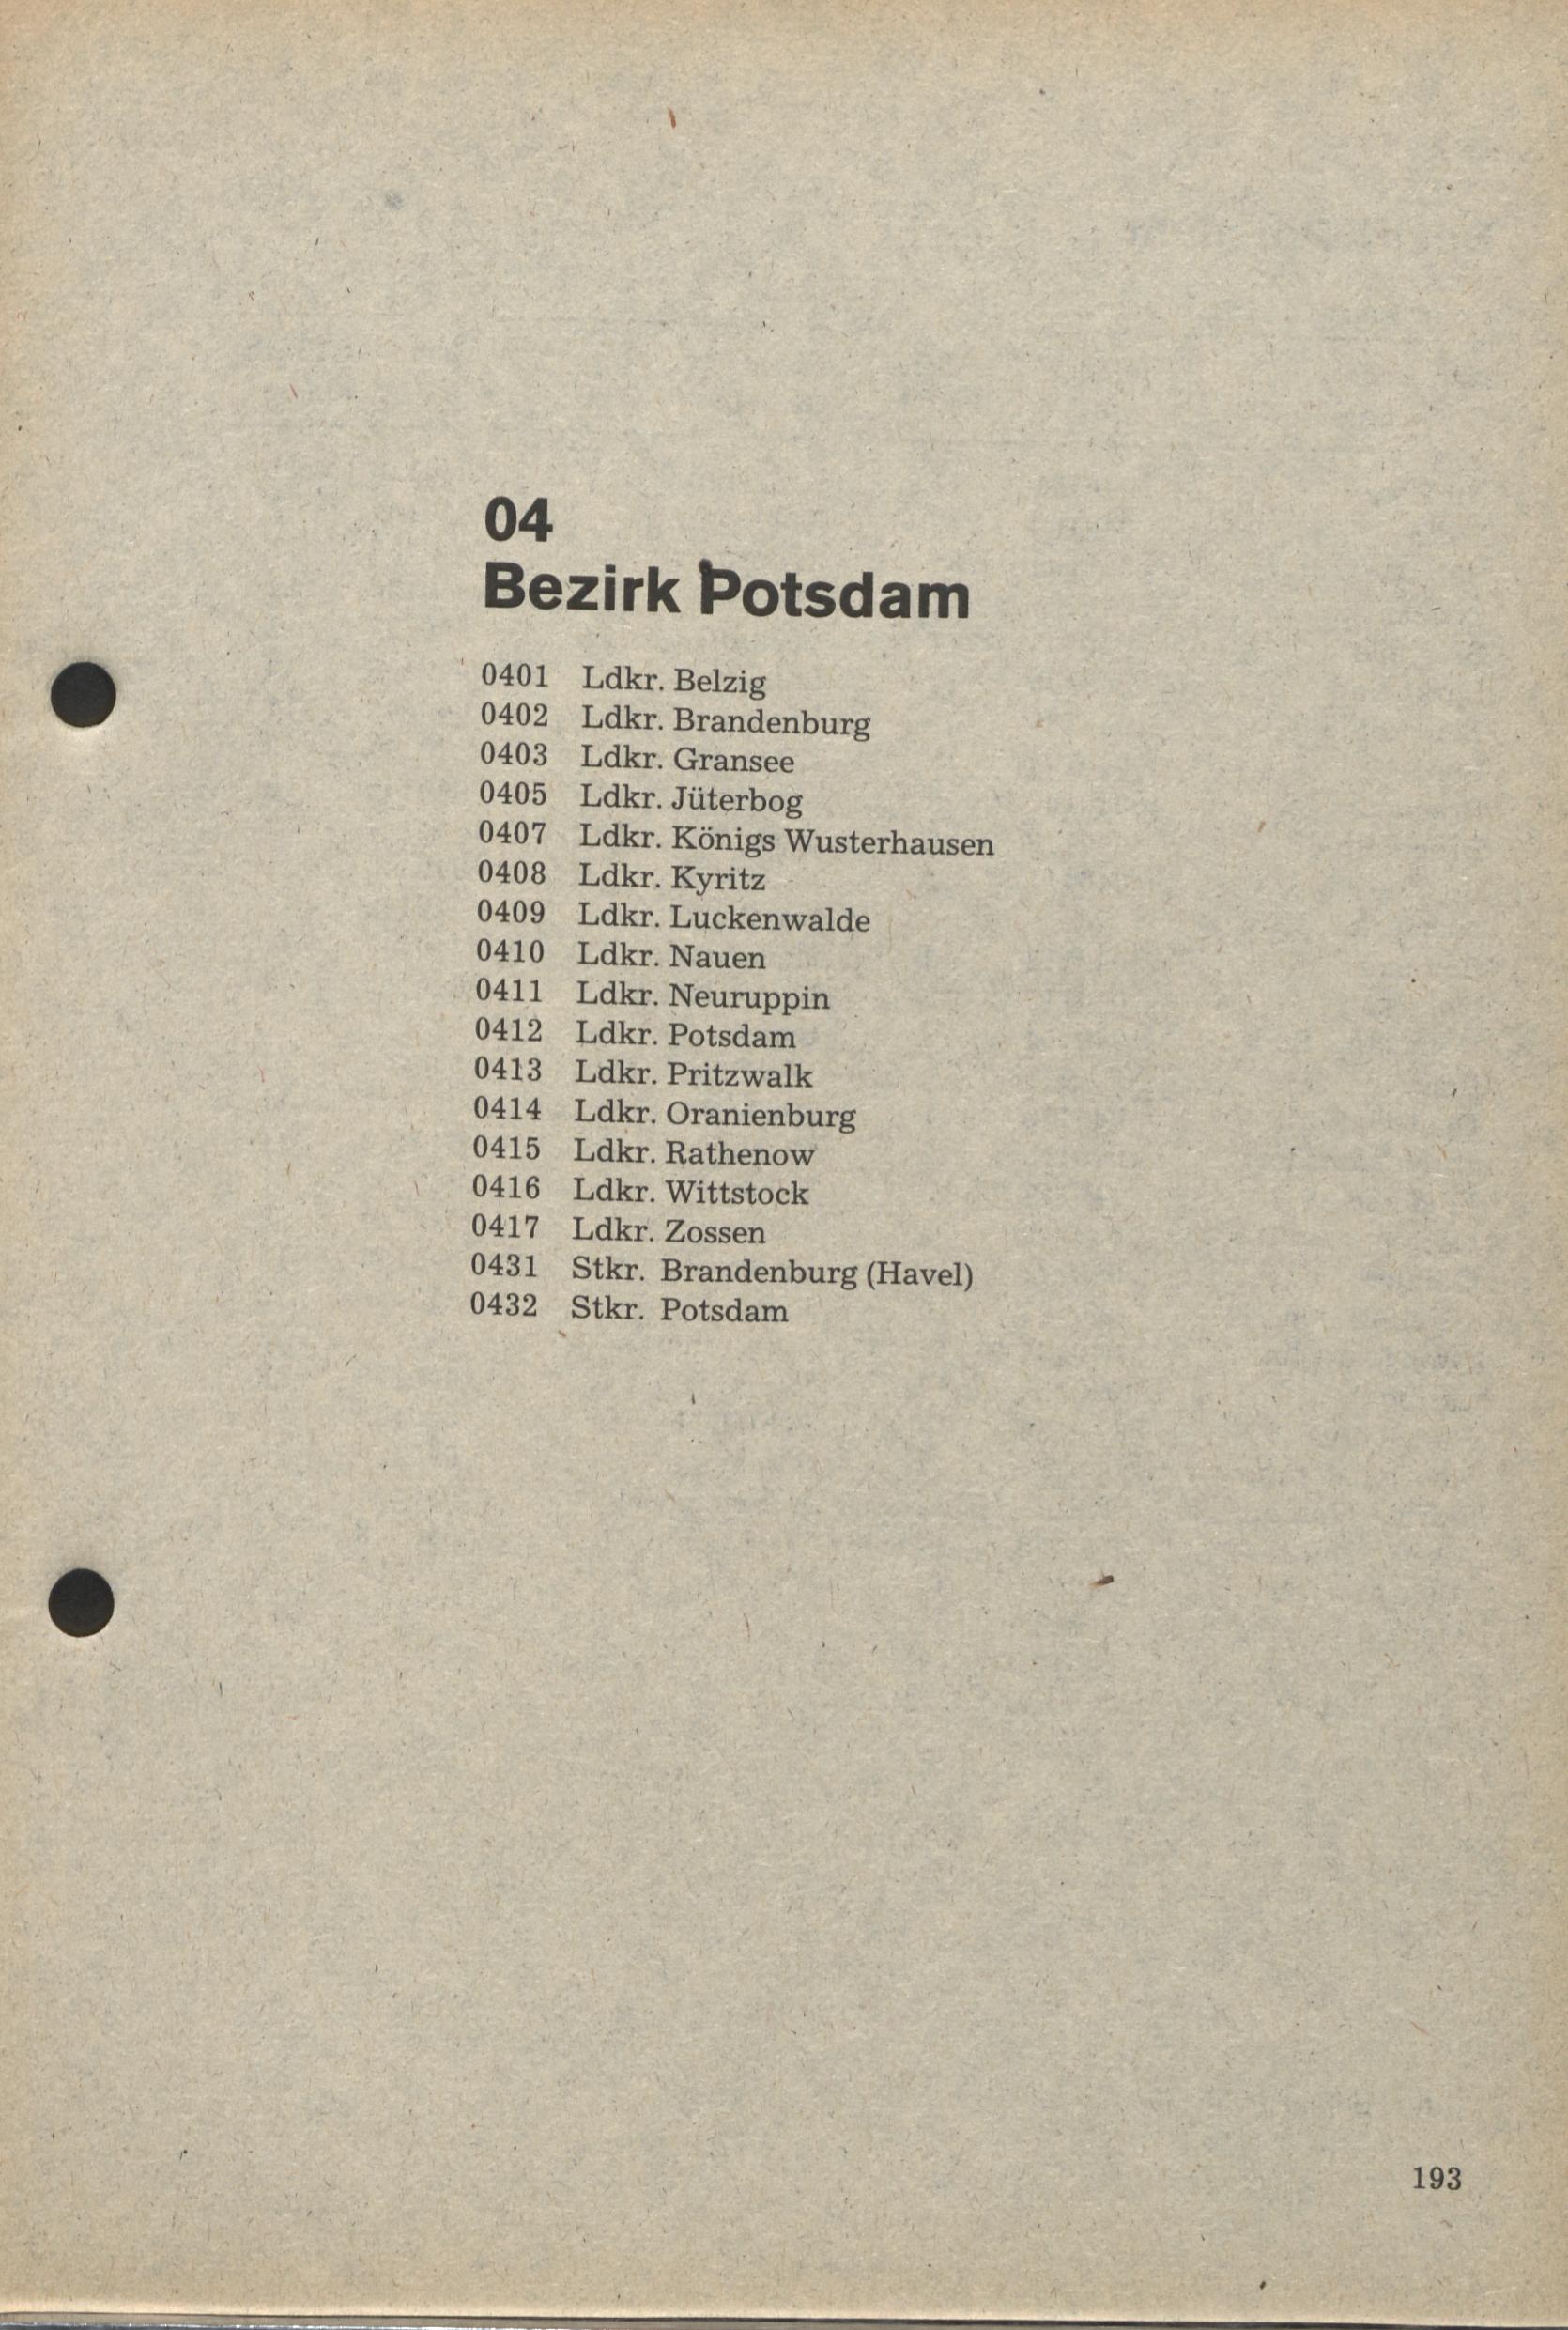 04
Bezirk Potsdam
0401 Ldkr. Belzig
0402 Ldkr. Brandenburg
0403 Ldkr. Gransee
0405 Ldkr. Jüterbog
0407 Ldkr. Königs Wusterhausen
0408 Ldkr. Kyritz
0409 Ldkr. Luckenwalde
0410 Ldkr. Nauen
0411 Ldkr. Neuruppin
0412 Ldkr. Potsdam
0413 Ldkr. Pritzwalk
0414 Ldkr. Oranienburg
0415 Ldkr. Rathenow
0416 Ldkr. Wittstock
0417 Ldkr. Zossen
0431 Stkr. Brandenburg (Havel)
0432 Stkr. Potsdam
193